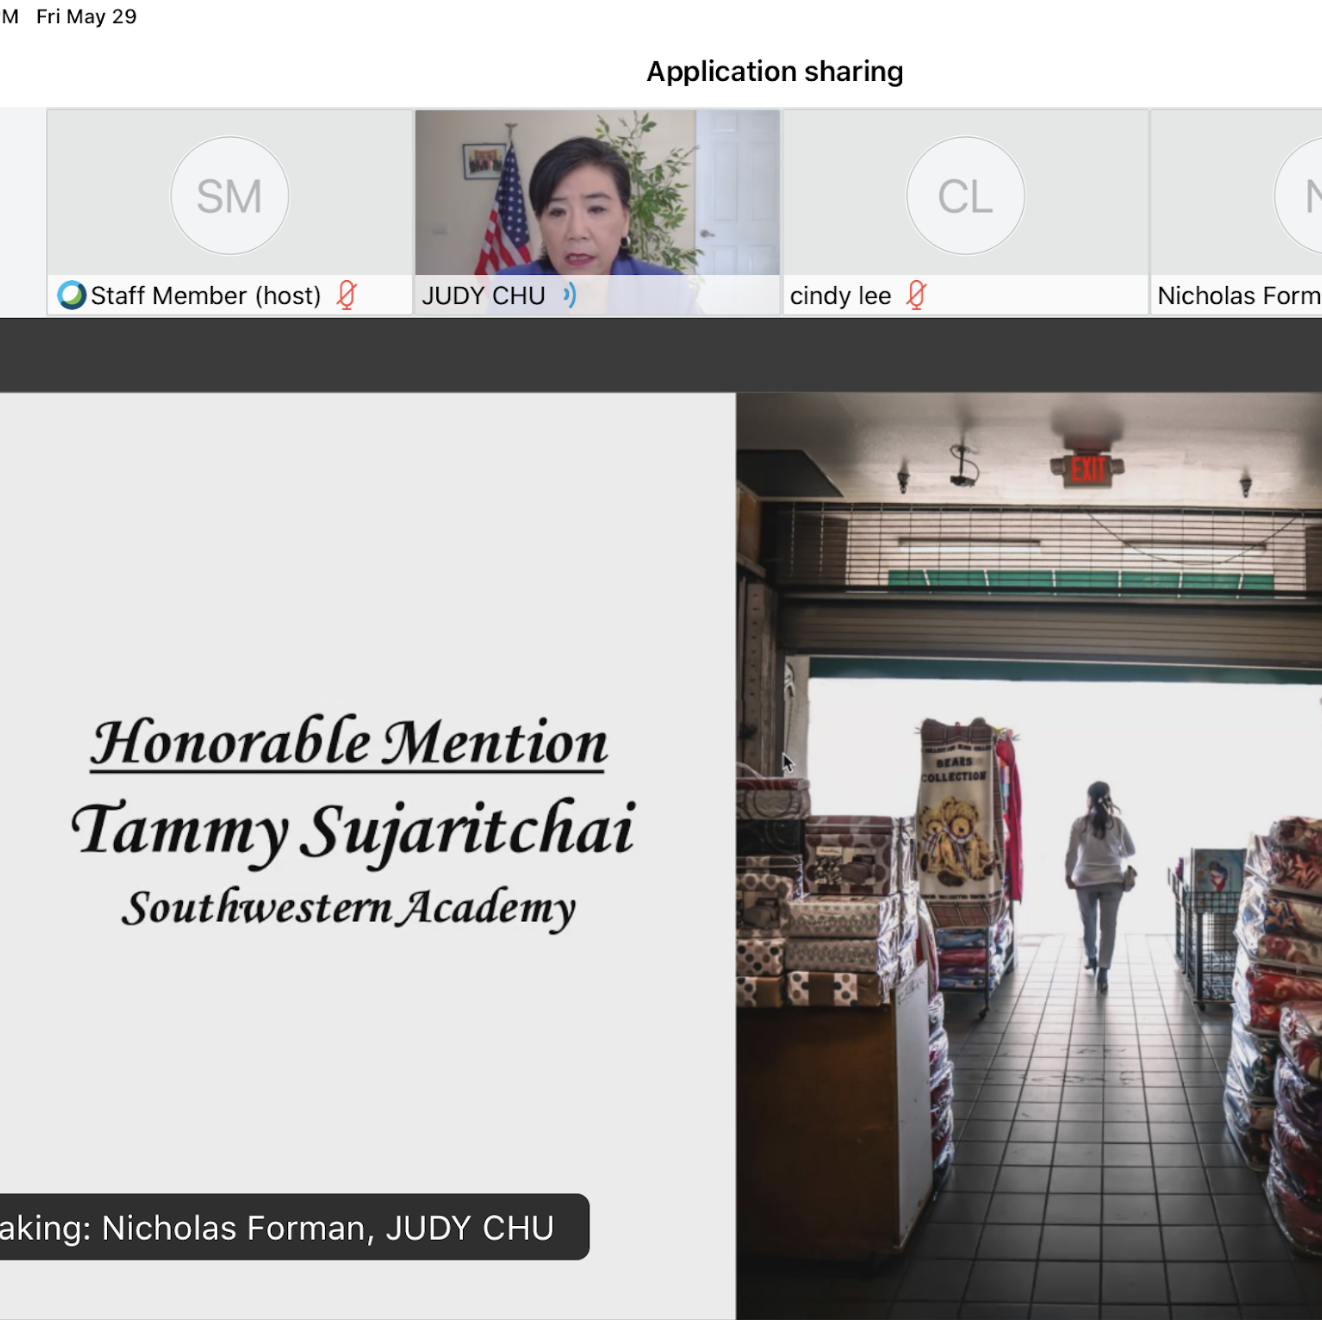 M Fri May 29
Application sharing
SM
CL
N
Staff Member (host)
JUDY CHU
cindy lee
Nicholas Form
EXIT
BEARS
COLLECTION
Honorable Mention
Tammy Sujaritchai
Southwestern Academy
aking: Nicholas Forman, JUDY CHU